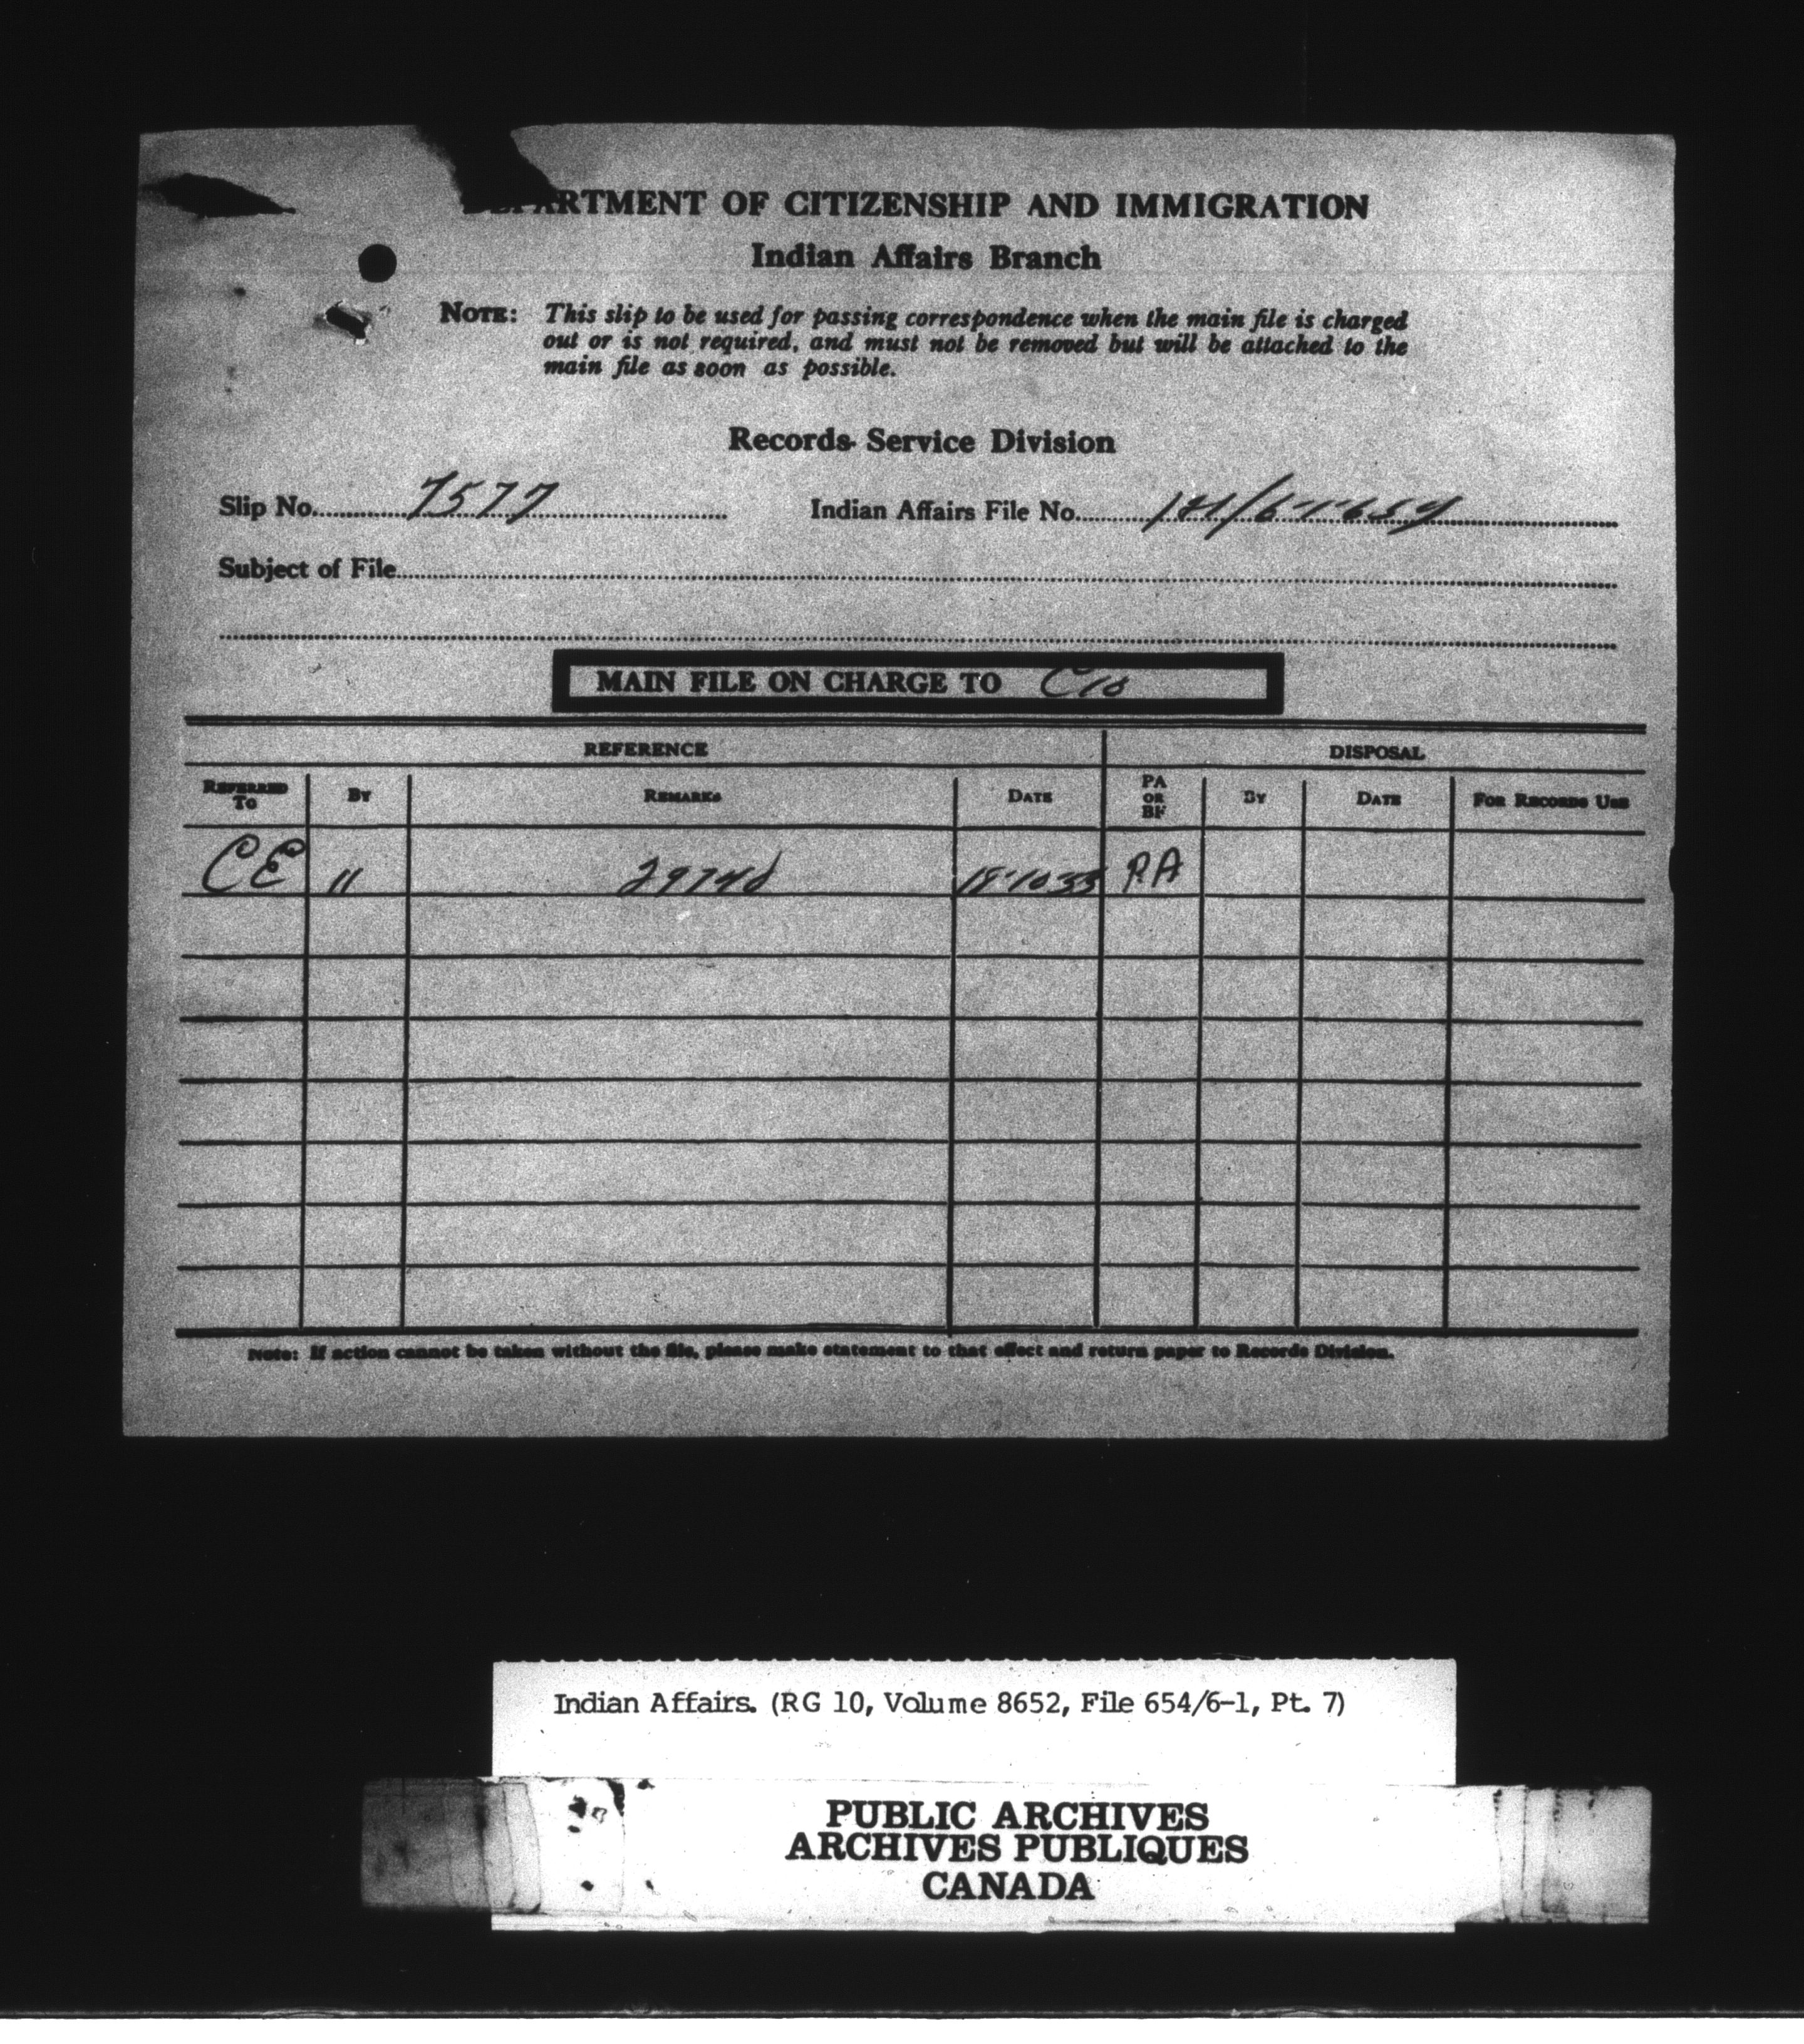 DEPARTMENT OF CITIZENSHIP AND IMMIGRATION
Indian Affairs Branch
NOTE: This slip to be used for passing correspondence when the main file is charged
out or is not required, and must not be removed but will be attached to the
main file as soon as possible.
Records Service Division
Slip No. 7577 Indian Affairs File No.
Subject of File
MAIN FILE ON CHARGE TO
REFERENCE DISPOSAL
REFERRED TO BY REMARKS DATE PA OR BF BY DATE FOR RECORDS USE
CE " PA
Note: If action cannot be taken without the file, please make statement to that effect and return paper to Records Division.
Indian Affairs. (RG 10, Volume 8652, File 654/6-1, Pt. 7)
PUBLIC ARCHIVES
ARCHIVES PUBLIQUES
CANADA